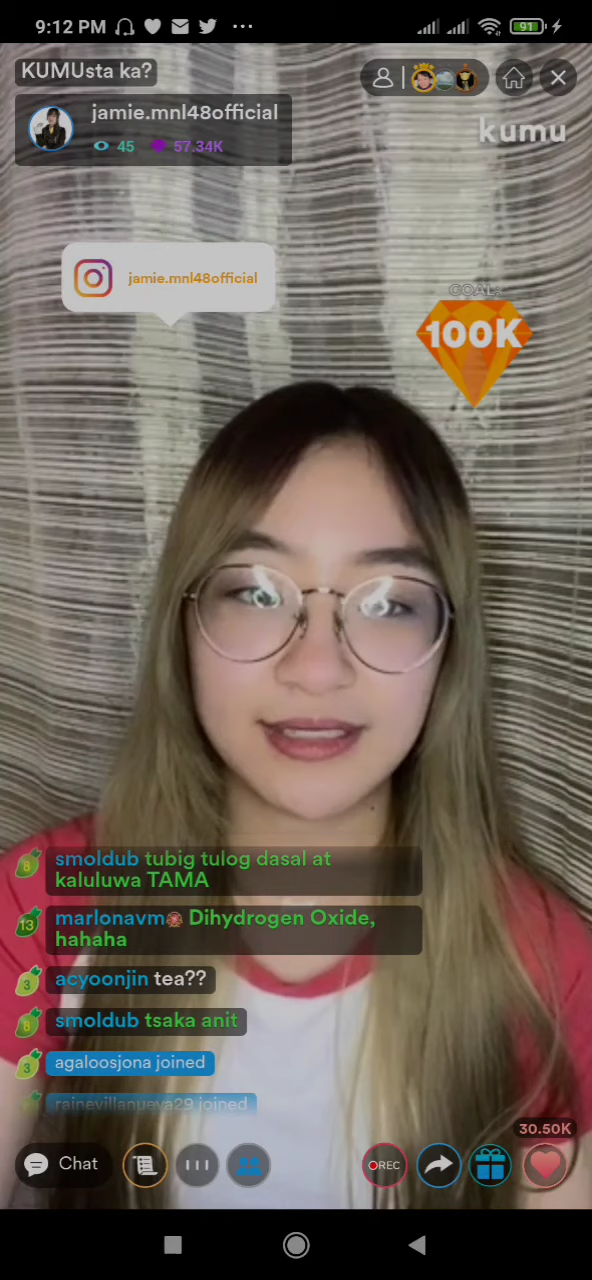 9:12 PM
91
KUMUsta ka?
jamie.mnl48official
45 57.34K
kumu
jamie.mnl48official
GOAL:
100K
8 smoldub tubig tulog dasal at
kaluluwa TAMA
13 marlonavm Dihydrogen Oxide,
hahaha
3 acyoonjin tea??
8 smoldub tsaka anit
3 agaloosjona joined
rainevillanueva29 joined
30.50K
Chat
REC